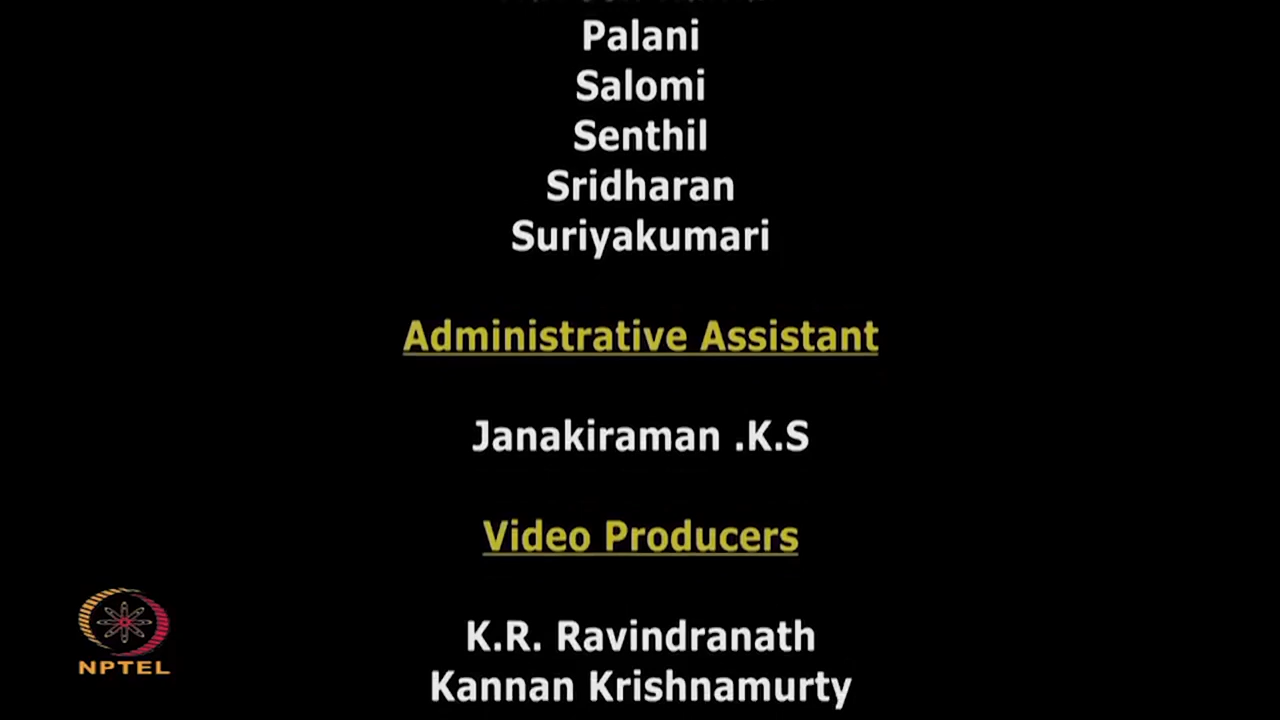 Palani
Salomi
Senthil
Sridharan
Suriyakumari
Administrative Assistant
Janakiraman .K.S
Video Producers
K.R. Ravindranath
Kannan Krishnamurty
NPTEL